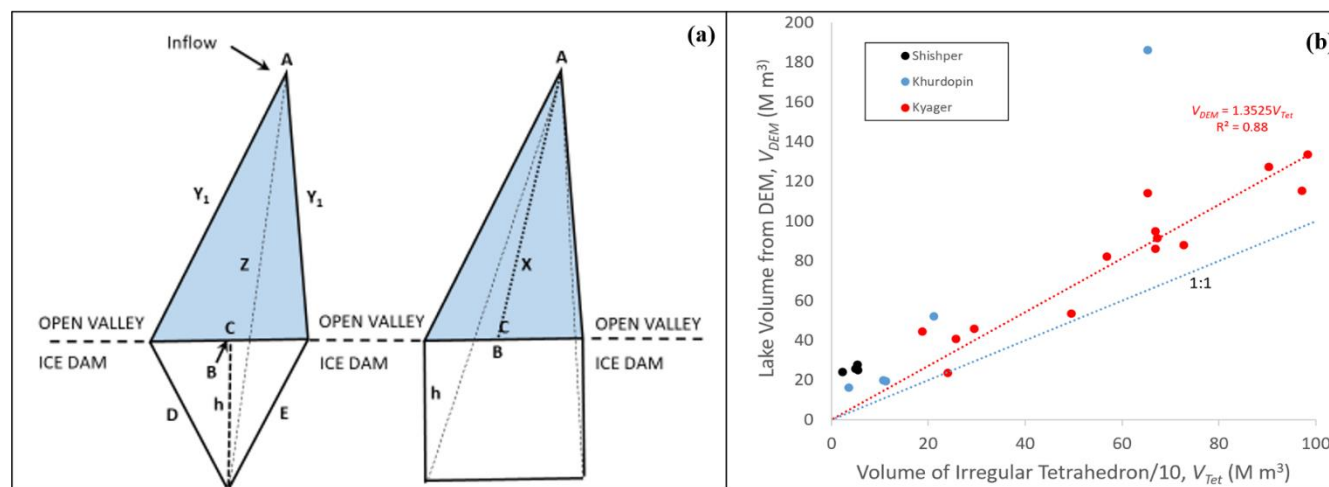 (a)
Inflow
A
Y1
Y1
Z
C
OPEN VALLEY
OPEN VALLEY
ICE DAM
ICE DAM
B
h
D
E
A
X
C
B
OPEN VALLEY
ICE DAM
h
(b)
200
180
160
140
120
100
80
60
40
20
0
Lake Volume from DEM, VDEM (M m³)
Shishper
Khurdopin
Kyager
VDEM = 1.3525VTet
R² = 0.88
1:1
0
20
40
60
80
100
Volume of Irregular Tetrahedron/10, VTet (M m³)